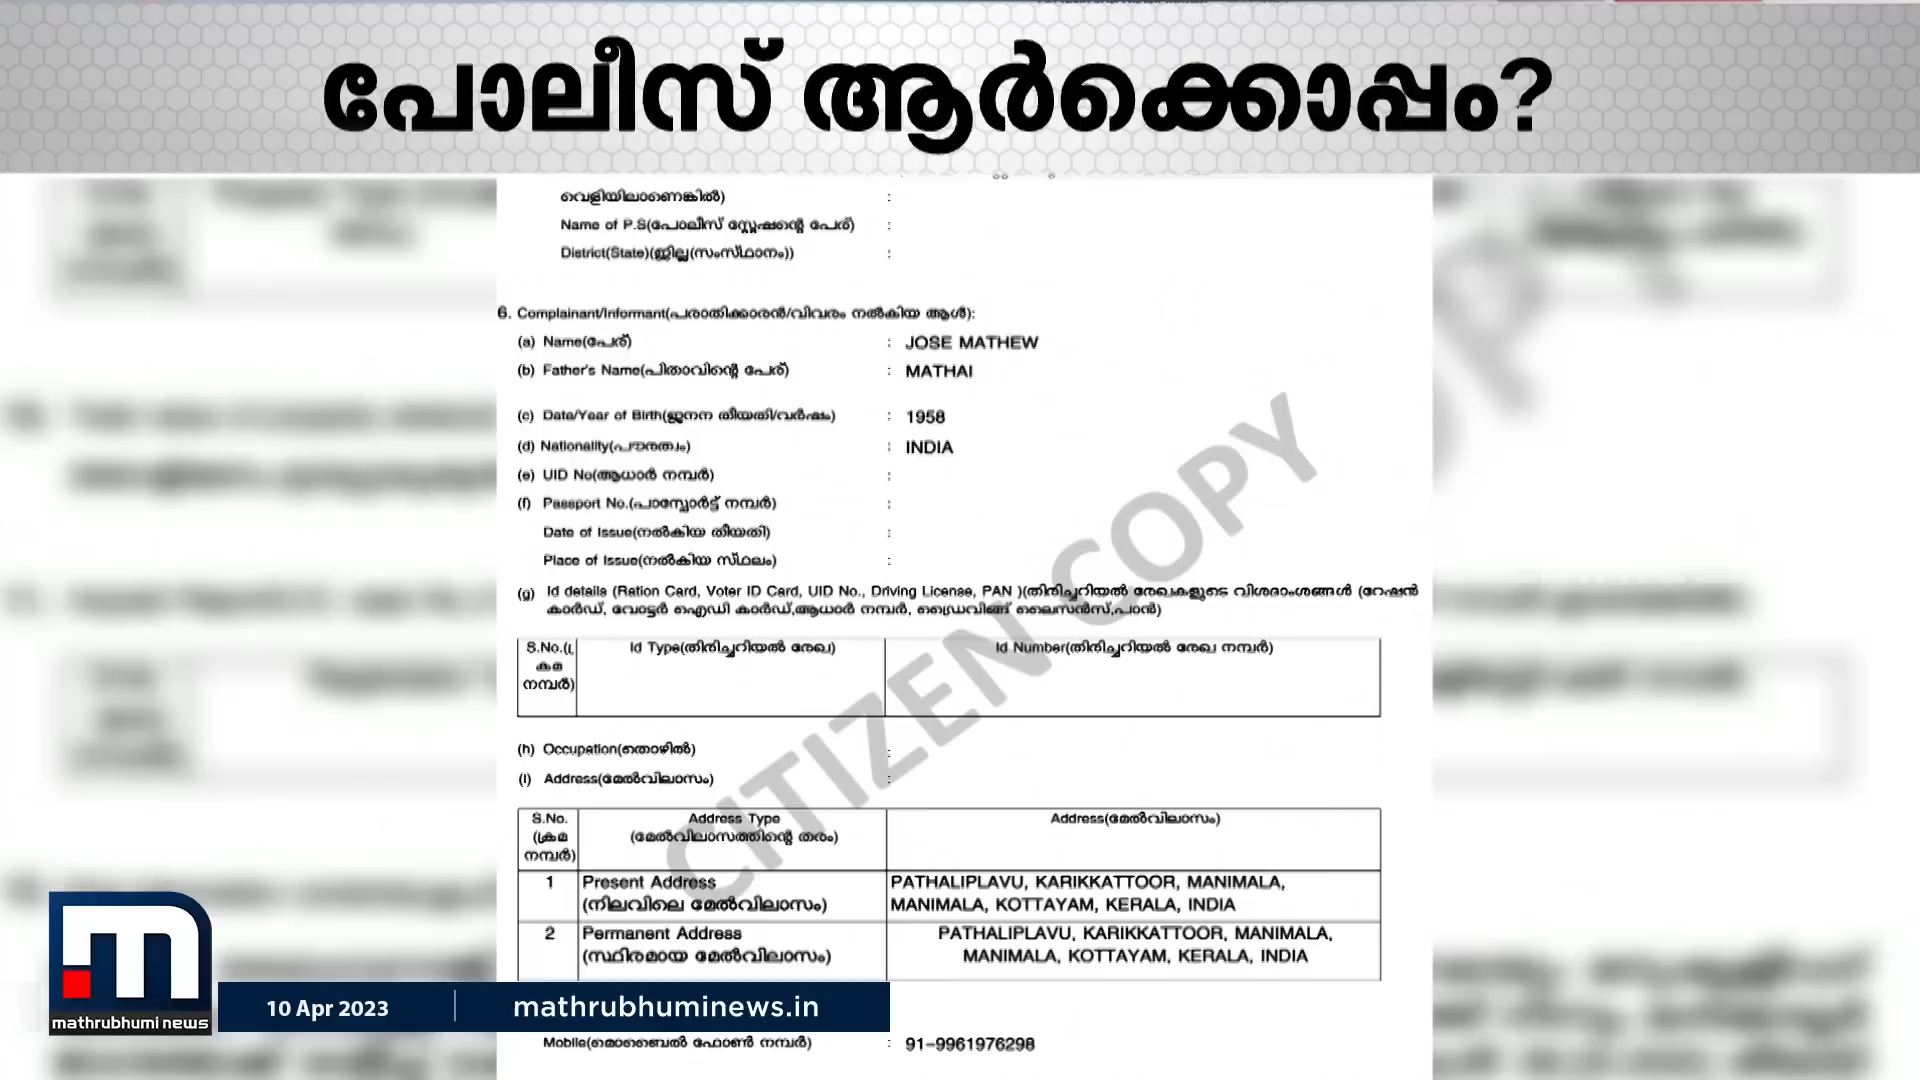 പോലീസ് ആർക്കൊപ്പം?
വെളിയിലാണെങ്കിൽ) :
Name of P.S(പോലീസ് സ്റ്റേഷന്റെ പേര്) :
District(State)(ജില്ല(സംസ്ഥാനം)) :
6. Complainant/Informant(പരാതിക്കാരൻ/വിവരം നൽകിയ ആൾ):
(a) Name(പേര്) : JOSE MATHEW
(b) Father's Name(പിതാവിന്റെ പേര്) : MATHAI
(c) Date/Year of Birth(ജനന തീയതി/വർഷം) : 1958
(d) Nationality(പൗരത്വം) : INDIA
(e) UID No(ആധാർ നമ്പർ) :
(f) Passport No.(പാസ്പോർട്ട് നമ്പർ) :
Date of Issue(നൽകിയ തീയതി) :
Place of Issue(നൽകിയ സ്ഥലം) :
(g) Id details (Ration Card, Voter ID Card, UID No., Driving License, PAN )(തിരിച്ചറിയൽ രേഖകളുടെ വിശദാംശങ്ങൾ (റേഷൻ
കാർഡ്, വോട്ടർ ഐഡി കാർഡ്,ആധാർ നമ്പർ, ഡ്രൈവിങ്ങ് ലൈസൻസ്,പാൻ)
S.No.(ക്രമ നമ്പർ) Id Type(തിരിച്ചറിയൽ രേഖ) Id Number(തിരിച്ചറിയൽ രേഖ നമ്പർ)
(h) Occupation(തൊഴിൽ) :
(i) Address(മേൽവിലാസം) :
S.No. Address Type Address(മേൽവിലാസം)
(ക്രമ (മേൽവിലാസത്തിന്റെ തരം)
നമ്പർ)
1 Present Address PATHALIPLAVU, KARIKKATTOOR, MANIMALA,
(നിലവിലെ മേൽവിലാസം) MANIMALA, KOTTAYAM, KERALA, INDIA
2 Permanent Address PATHALIPLAVU, KARIKKATTOOR, MANIMALA,
(സ്ഥിരമായ മേൽവിലാസം) MANIMALA, KOTTAYAM, KERALA, INDIA
Mobile(മൊബൈൽ ഫോൺ നമ്പർ) : 91-9961976298
CITIZEN COPY
mathrubhumi news
10 Apr 2023
mathrubhuminews.in